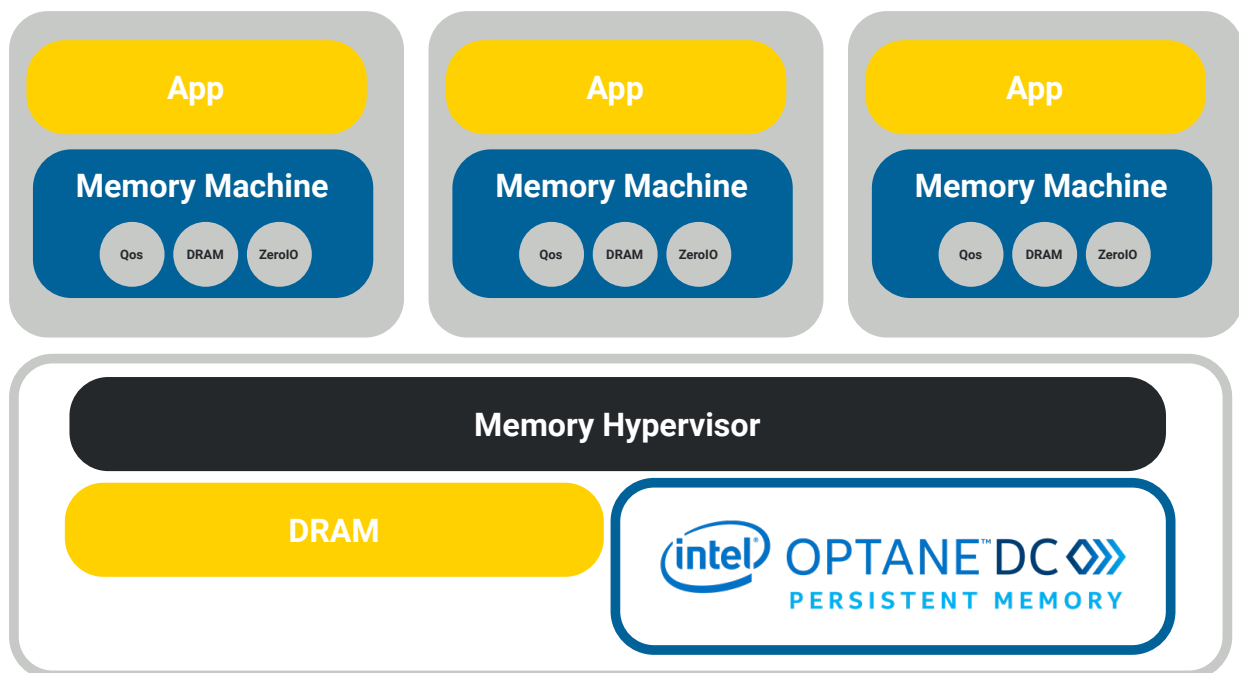 App
App
App
Memory Machine
Memory Machine
Memory Machine
Qos DRAM ZeroIO
Qos DRAM ZeroIO
Qos DRAM ZeroIO
Memory Hypervisor
DRAM
intel OPTANE™ DC
PERSISTENT MEMORY